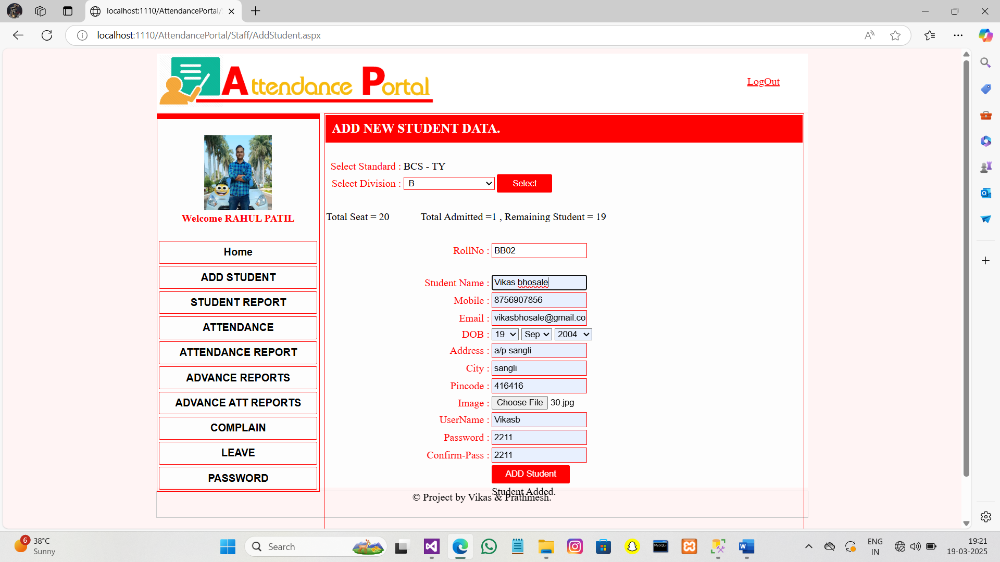 localhost:1110/AttendancePortal/
localhost:1110/AttendancePortal/Staff/AddStudent.aspx
Attendance Portal
LogOut
Welcome RAHUL PATIL
Home
ADD STUDENT
STUDENT REPORT
ATTENDANCE
ATTENDANCE REPORT
ADVANCE REPORTS
ADVANCE ATT REPORTS
COMPLAIN
LEAVE
PASSWORD
ADD NEW STUDENT DATA.
Select Standard : BCS - TY
Select Division : B Select
Total Seat = 20 Total Admitted =1 , Remaining Student = 19
RollNo : BB02
Student Name : Vikas bhosale
Mobile : 8756907856
Email : vikasbhosale@gmail.co
DOB : 19 Sep 2004
Address : a/p sangli
City : sangli
Pincode : 416416
Image : Choose File 30.jpg
UserName : Vikasb
Password : 2211
Confirm-Pass : 2211
ADD Student
Student Added.
© Project by Vikas & Prathmesh.
6 38°C
Sunny
Search
MySQL
W
ENG
IN
19:21
19-03-2025